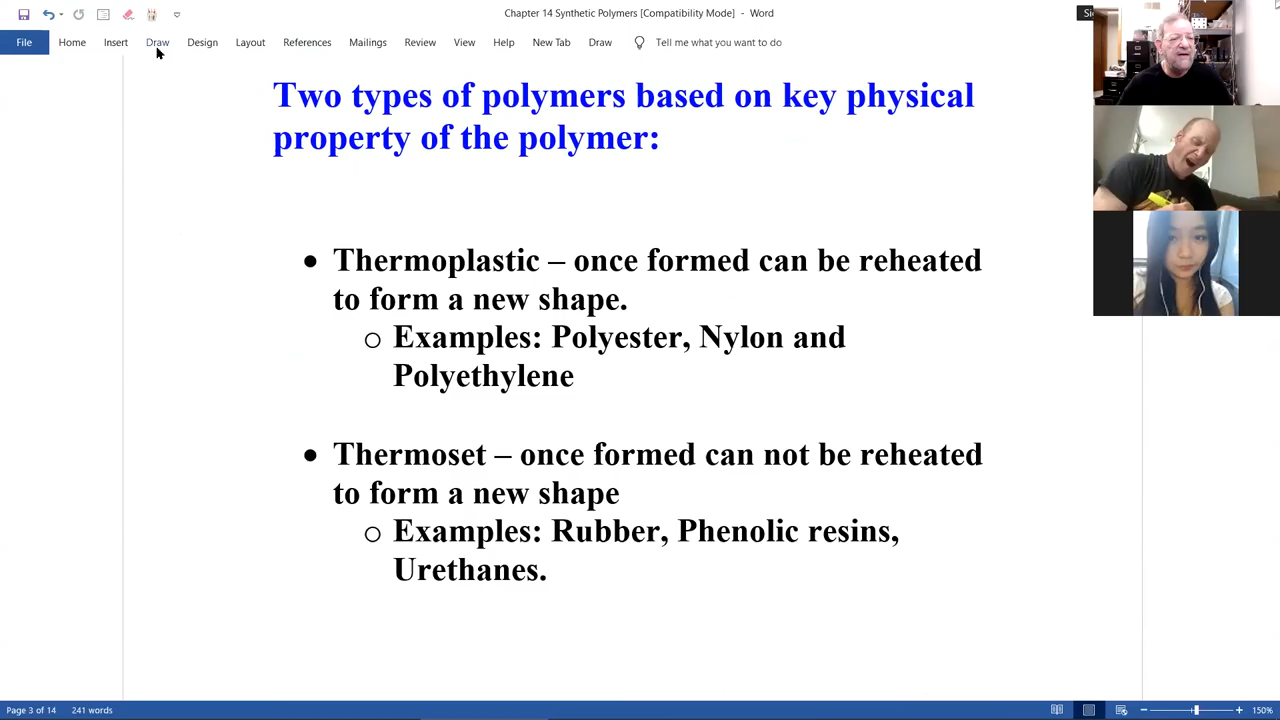 Chapter 14 Synthetic Polymers [Compatibility Mode] - Word
File Home Insert Draw Design Layout References Mailings Review View Help New Tab Draw Tell me what you want to do
Two types of polymers based on key physical
property of the polymer:
• Thermoplastic – once formed can be reheated
to form a new shape.
o Examples: Polyester, Nylon and
Polyethylene
• Thermoset – once formed can not be reheated
to form a new shape
o Examples: Rubber, Phenolic resins,
Urethanes.
Page 3 of 14 241 words 150%